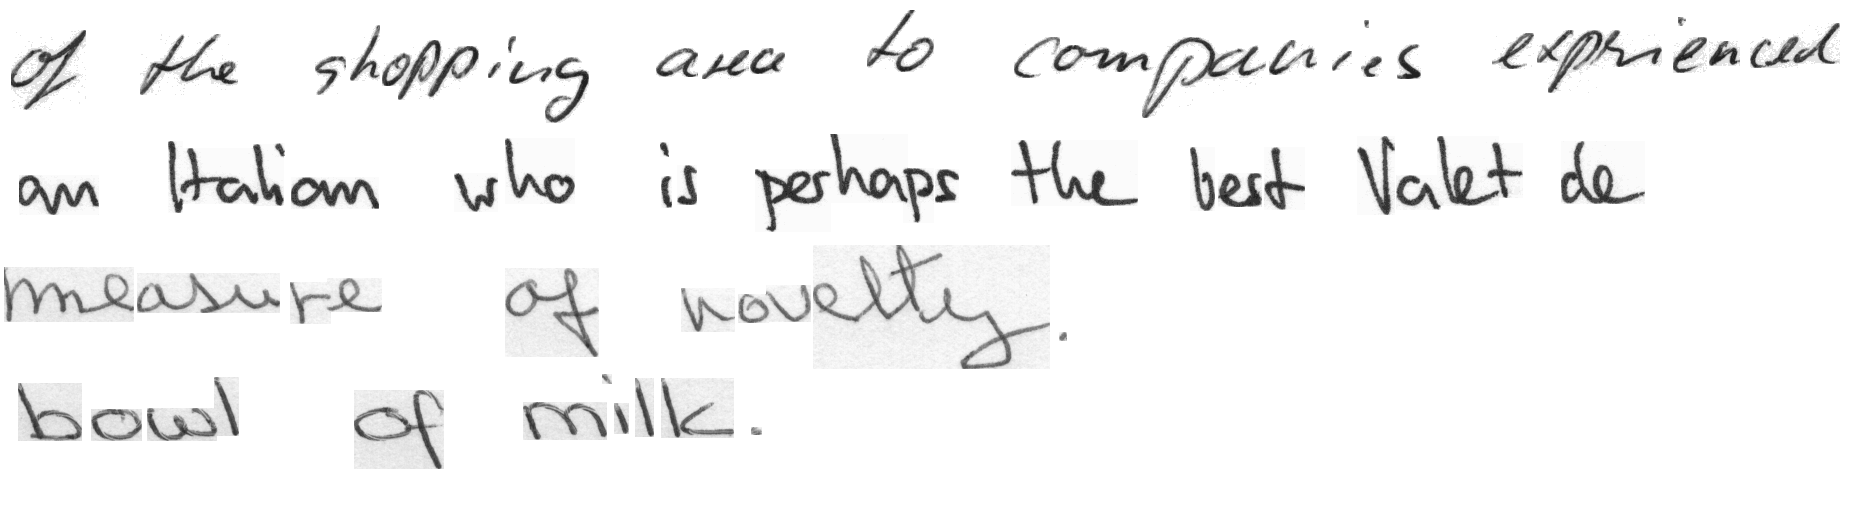 of the shopping area to companies exprienced
an Italian who is perhaps the best Valet de
measure of novelty.
bowl of milk.